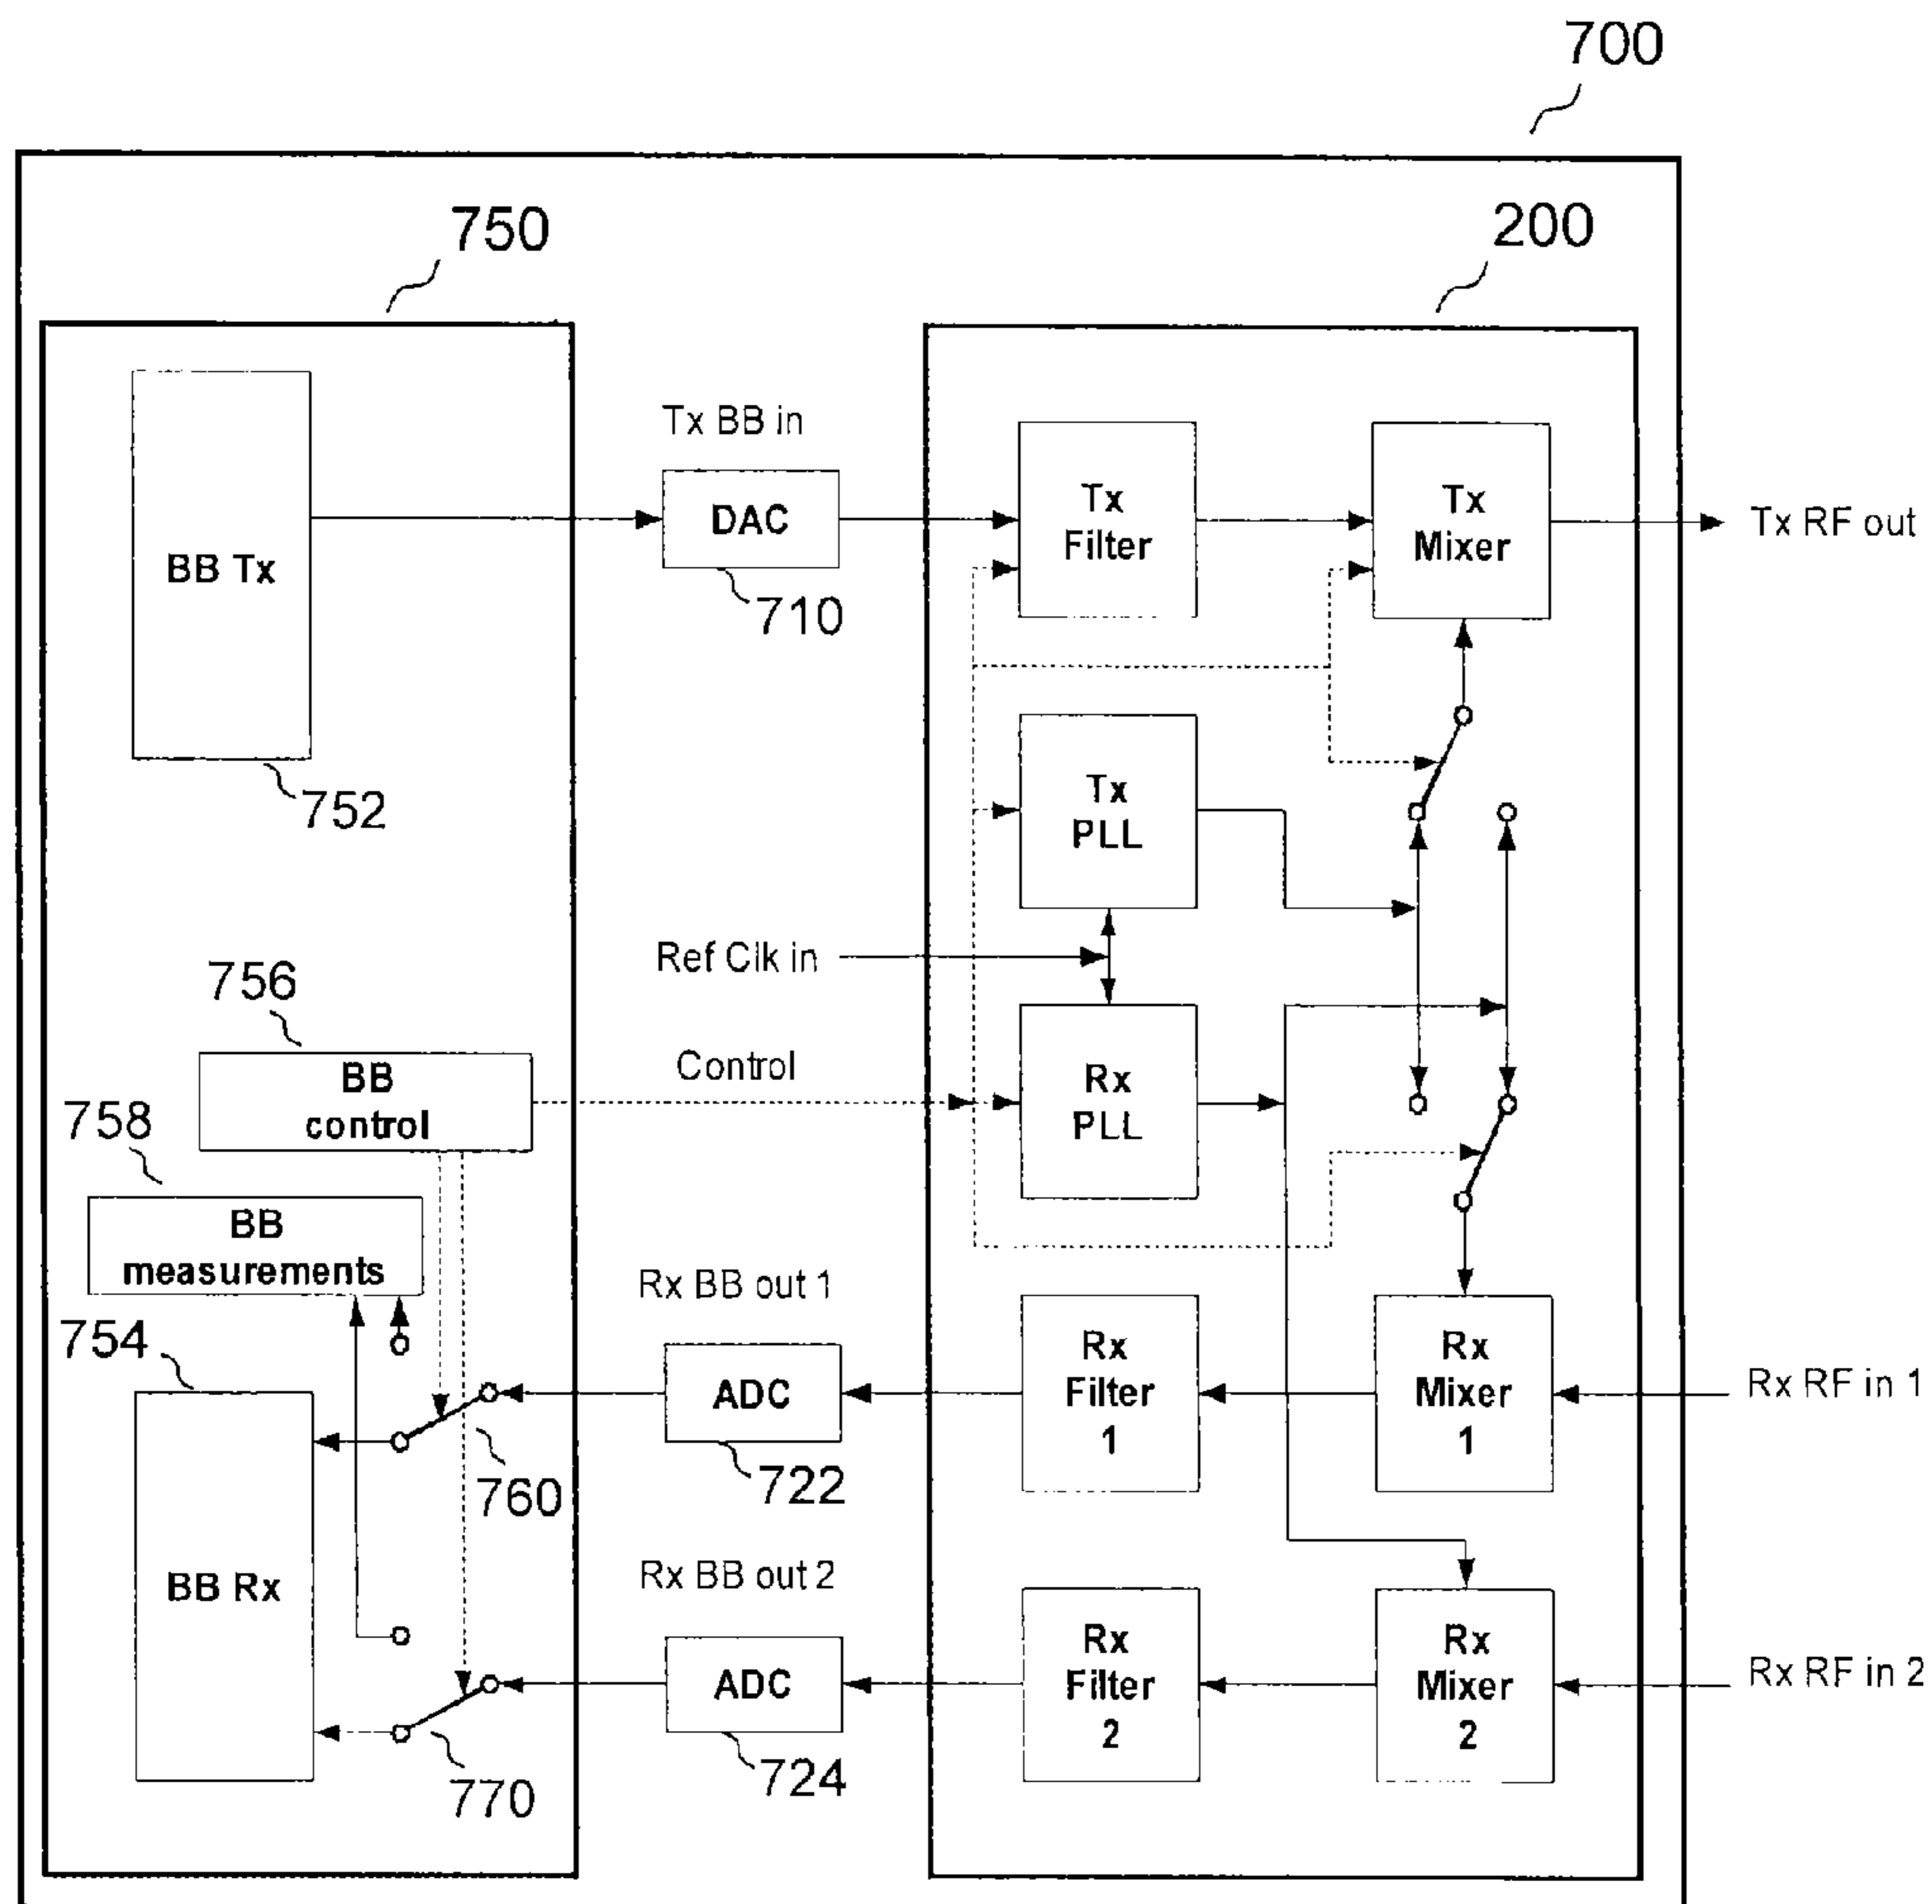 700
750
200
Tx BB in
BB Tx
DAC
Tx
Filter
Tx
Mixer
Tx RF out
710
752
Tx
PLL
Ref Clk in
756
BB
control
Control
Rx
PLL
758
BB
measurements
Rx BB out 1
754
ADC
Rx
Filter
1
Rx
Mixer
1
Rx RF in 1
760
722
BB Rx
Rx BB out 2
ADC
Rx
Filter
2
Rx
Mixer
2
Rx RF in 2
770
724